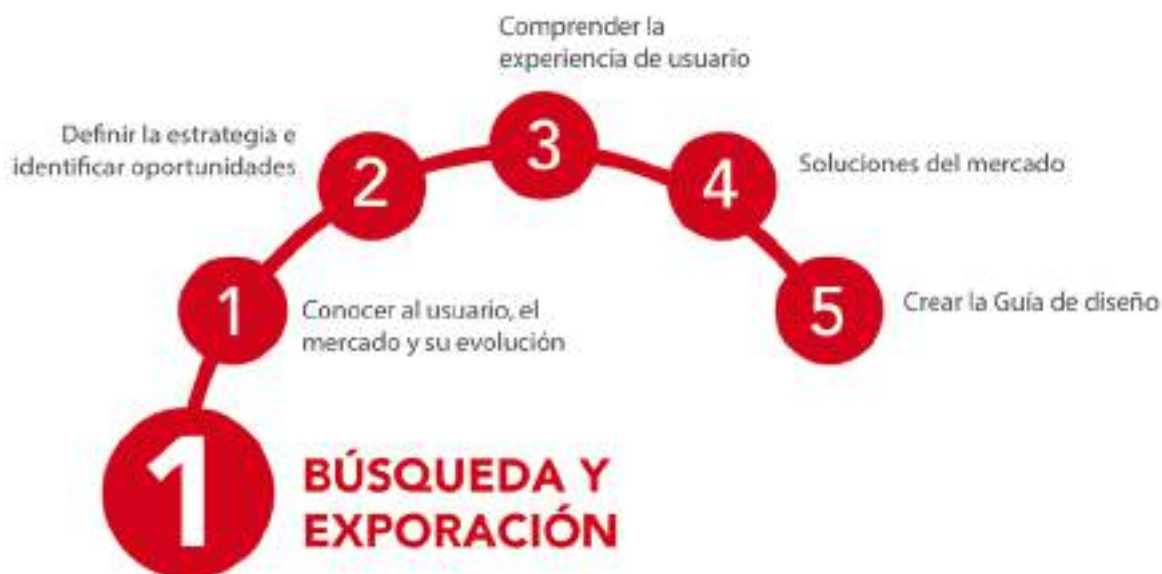 Comprender la
experiencia de usuario
3
Definir la estrategia e
identificar oportunidades
2
4
Soluciones del mercado
1
Conocer al usuario, el
mercado y su evolución
5
Crear la Guía de diseño
1
BÚSQUEDA Y
EXPORACIÓN